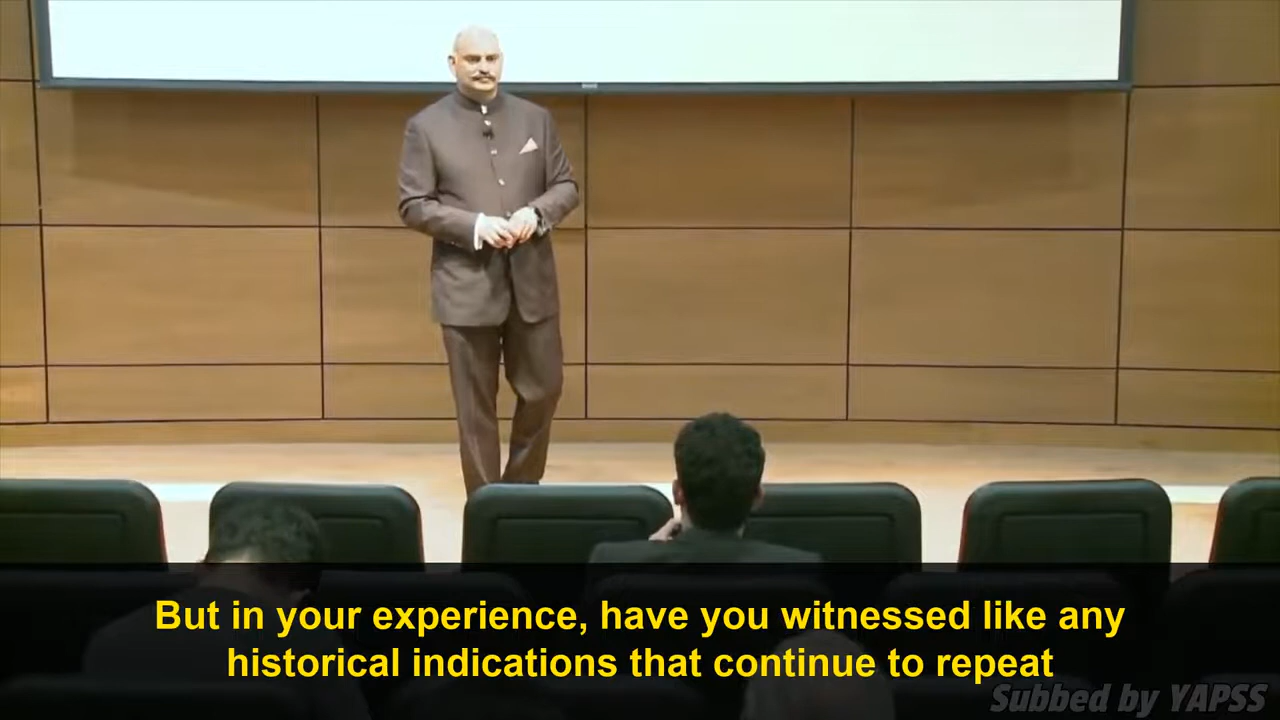 But in your experience, have you witnessed like any
historical indications that continue to repeat
Subbed by YAPSS